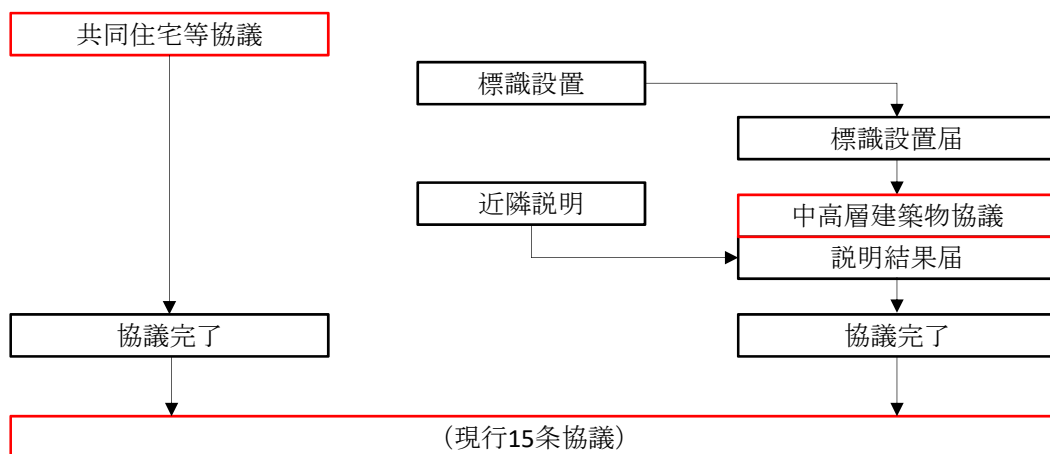 共同住宅等協議
標識設置
標識設置届
近隣説明
中高層建築物協議
説明結果届
協議完了
協議完了
（現行15条協議）